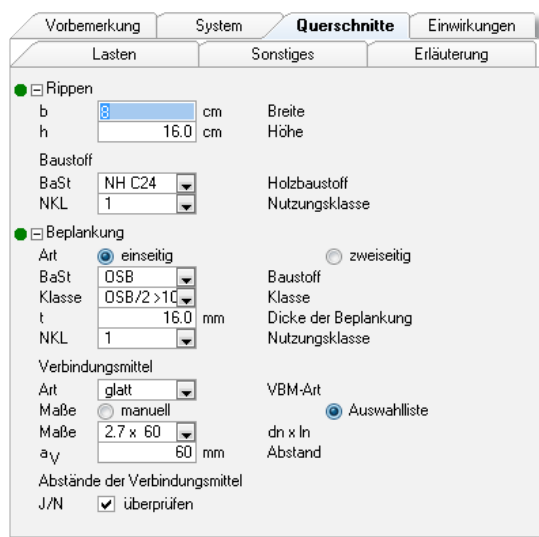 Vorbemerkung System Querschnitte Einwirkungen
Lasten Sonstiges Erläuterung
Rippen
b 8 cm Breite
h 16.0 cm Höhe
Baustoff
BaSt NH C24 Holzbaustoff
NKL 1 Nutzungsklasse
Beplankung
Art einseitig zweiseitig
BaSt OSB Baustoff
Klasse OSB/2 >10 Klasse
t 16.0 mm Dicke der Beplankung
NKL 1 Nutzungsklasse
Verbindungsmittel
Art glatt VBM-Art
Maße manuell Auswahlliste
Maße 2.7 x 60 dn x ln
av 60 mm Abstand
Abstände der Verbindungsmittel
J/N überprüfen